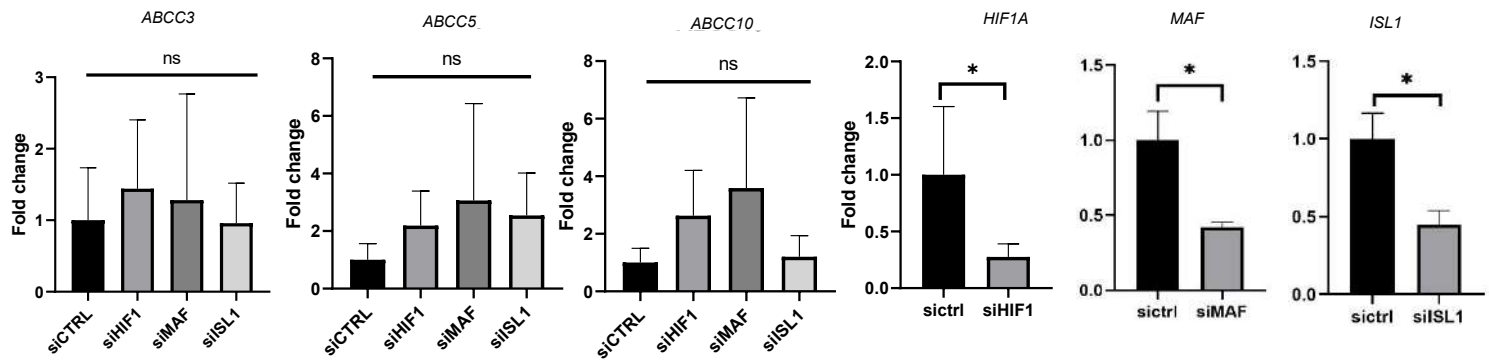 ABCC3
ns
Fold change
3
2
1
0
siCTRL
siHIF1
siMAF
siISL1
ABCC5
ns
Fold change
8
6
4
2
0
siCTRL
siHIF1
siMAF
siISL1
ABCC10
ns
Fold change
8
6
4
2
0
siCTRL
siHIF1
siMAF
siISL1
HIF1A
*
Fold change
2.0
1.5
1.0
0.5
0.0
sictrl siHIF1
MAF
*
1.5
1.0
0.5
0.0
sictrl siMAF
ISL1
*
1.5
1.0
0.5
0.0
sictrl siISL1